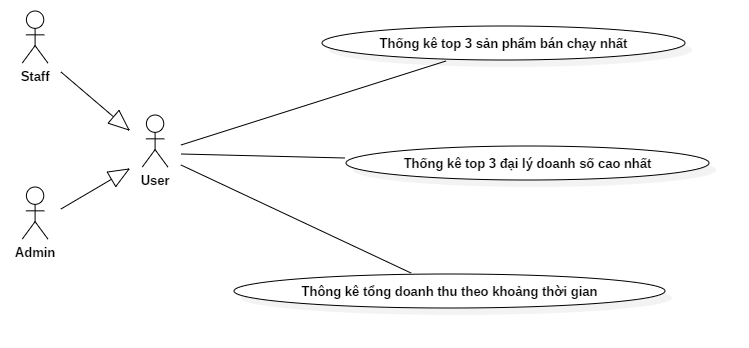 Thống kê top 3 sản phẩm bán chạy nhất
Staff
Thống kê top 3 đại lý doanh số cao nhất
User
Admin
Thông kê tổng doanh thu theo khoảng thời gian